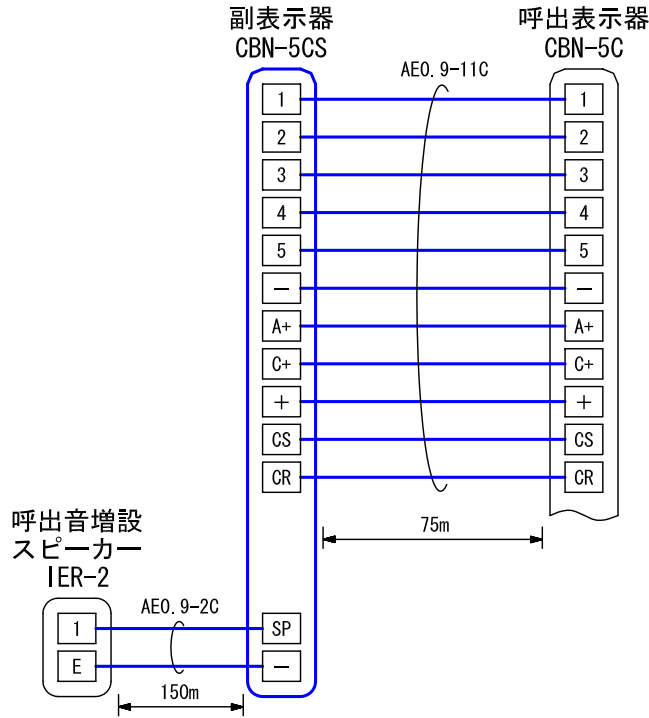 副表示器
CBN-5CS
呼出表示器
CBN-5C
AE0.9-11C
1 1
2 2
3 3
4 4
5 5
— —
A+ A+
C+ C+
+ +
CS CS
CR CR
75m
呼出音増設
スピーカー
IER-2
AE0.9-2C
1 SP
E —
150m